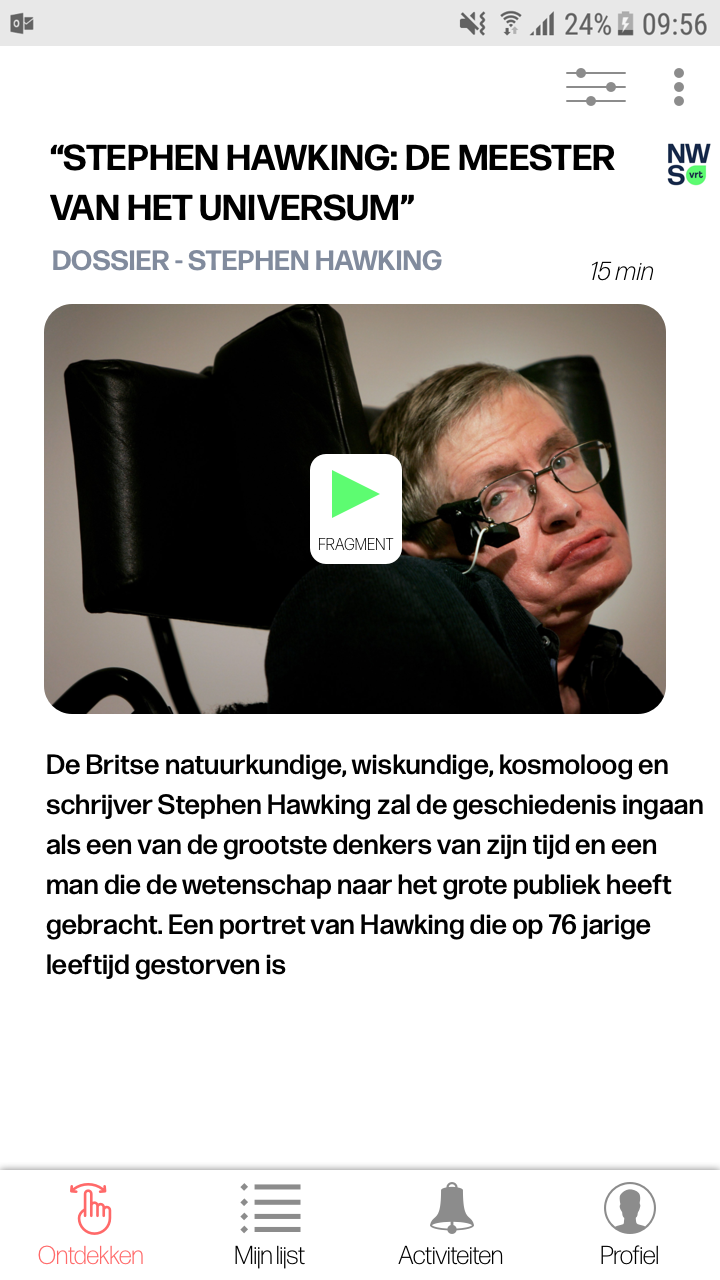 24% 09:56
“STEPHEN HAWKING: DE MEESTER
VAN HET UNIVERSUM”
NW
S vrt
DOSSIER - STEPHEN HAWKING
15 min
FRAGMENT
De Britse natuurkundige, wiskundige, kosmoloog en
schrijver Stephen Hawking zal de geschiedenis ingaan
als een van de grootste denkers van zijn tijd en een
man die de wetenschap naar het grote publiek heeft
gebracht. Een portret van Hawking die op 76 jarige
leeftijd gestorven is
Ontdekken Mijn lijst Activiteiten Profiel